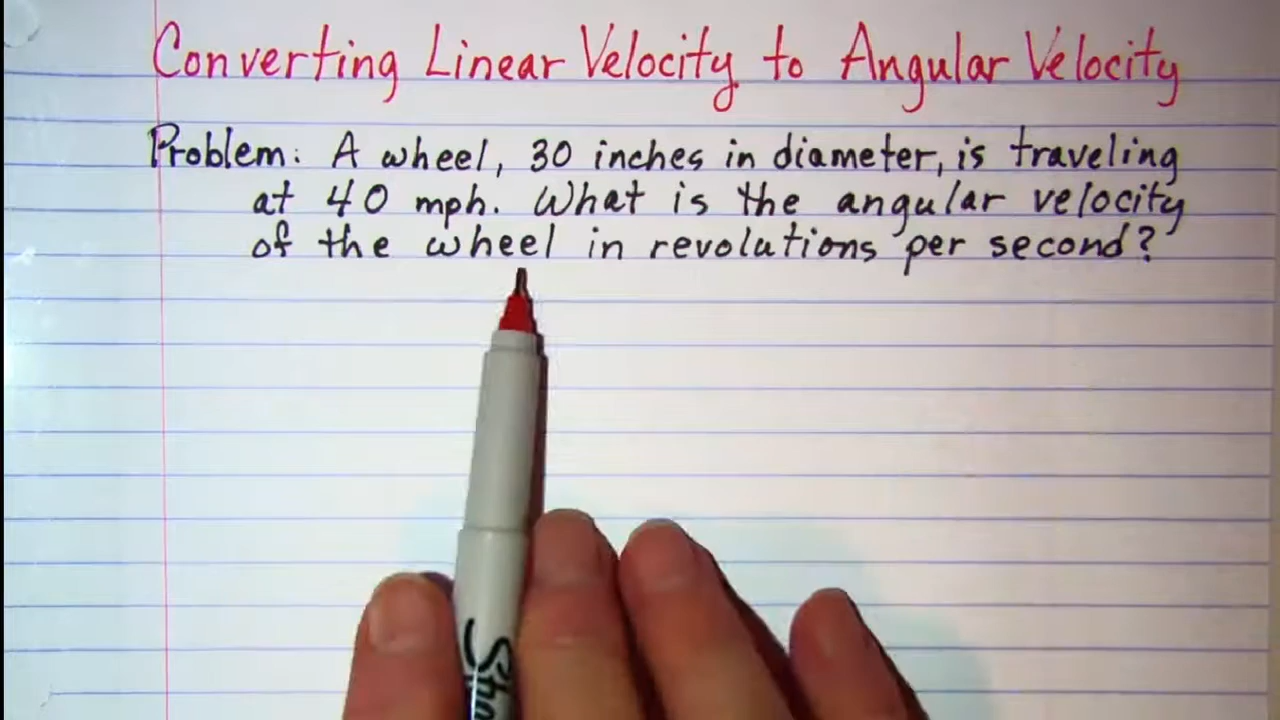 Converting Linear Velocity to Angular Velocity
Problem: A wheel, 30 inches in diameter, is traveling
at 40 mph. What is the angular velocity
of the wheel in revolutions per second?